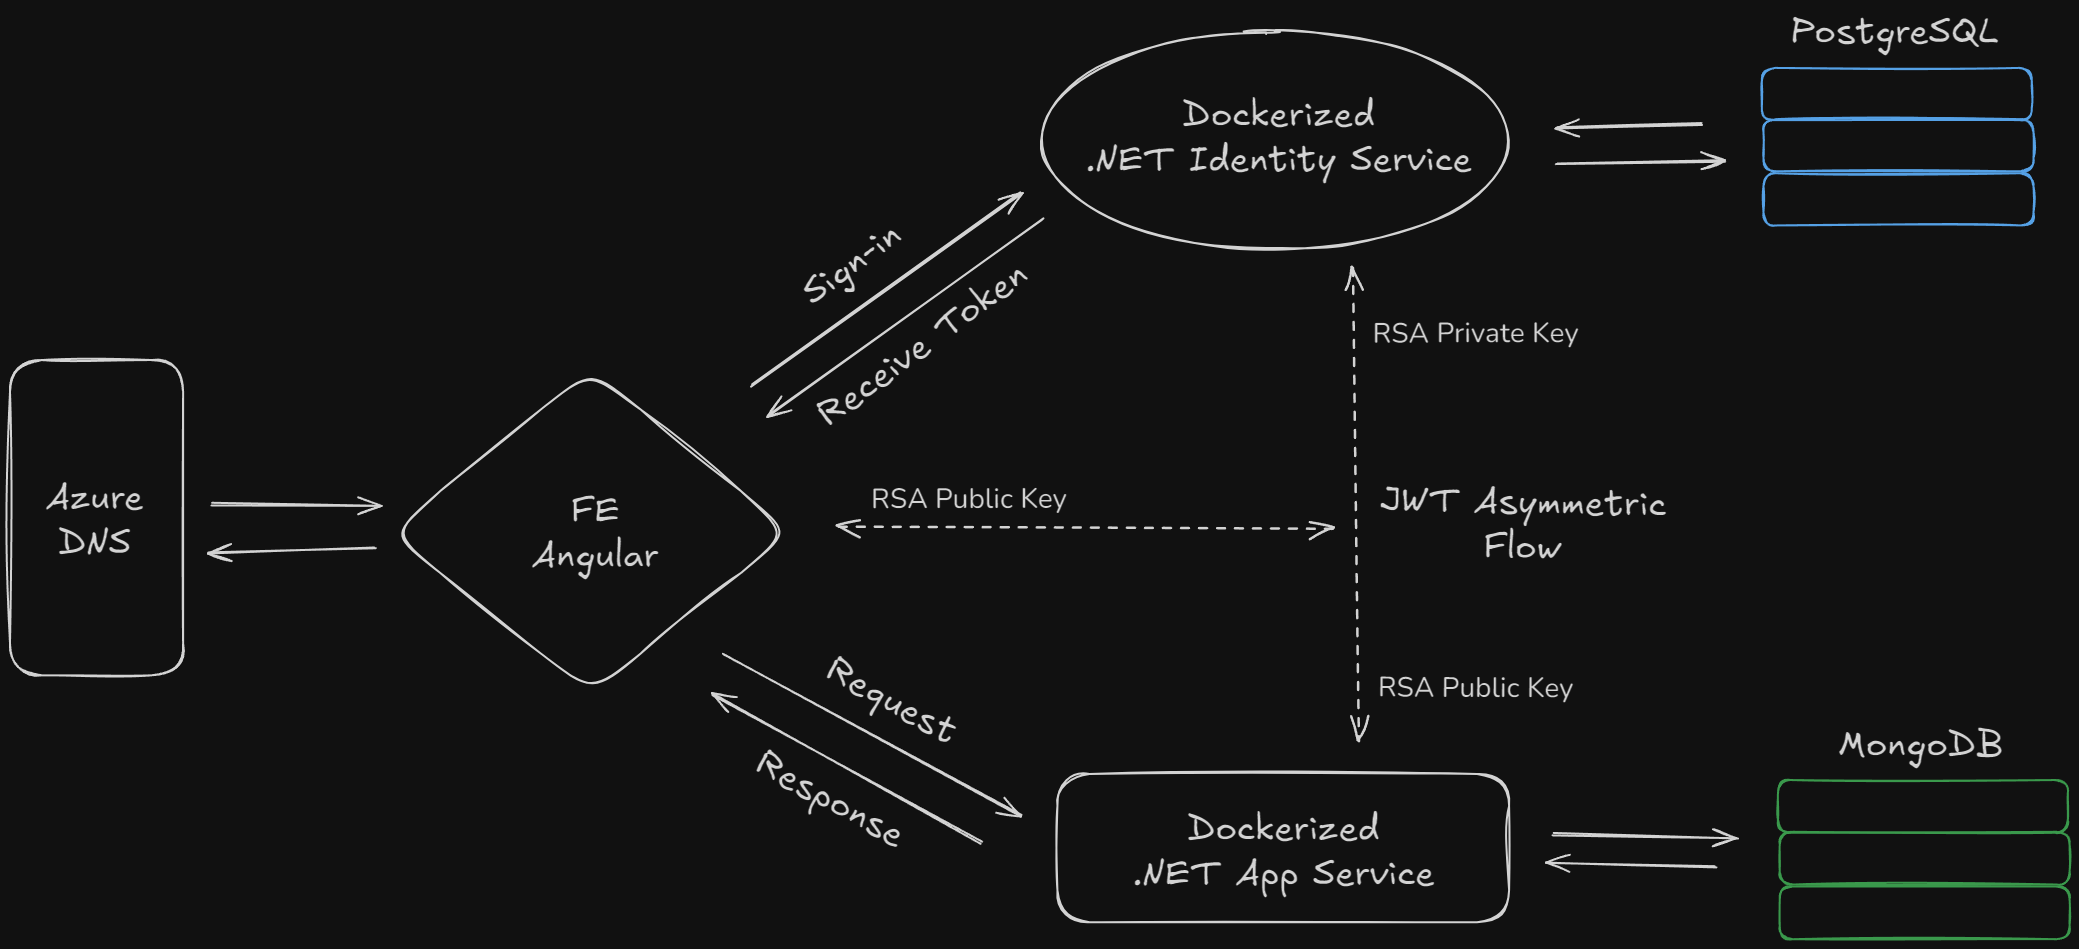 PostgreSQL
Dockerized
.NET Identity Service
Sign-in
Receive Token
RSA Private Key
Azure
DNS
FE
Angular
RSA Public Key
JWT Asymmetric
Flow
Request
Response
RSA Public Key
MongoDB
Dockerized
.NET App Service